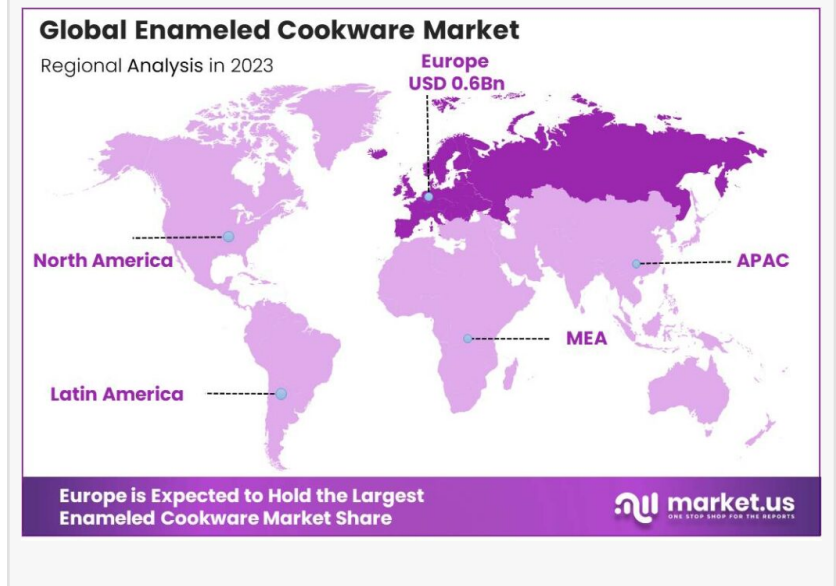 Global Enameled Cookware Market
Regional Analysis in 2023
Europe
USD 0.6Bn
North America
APAC
MEA
Latin America
Europe is Expected to Hold the Largest
Enameled Cookware Market Share
market.us
ONE STOP SHOP FOR THE REPORTS